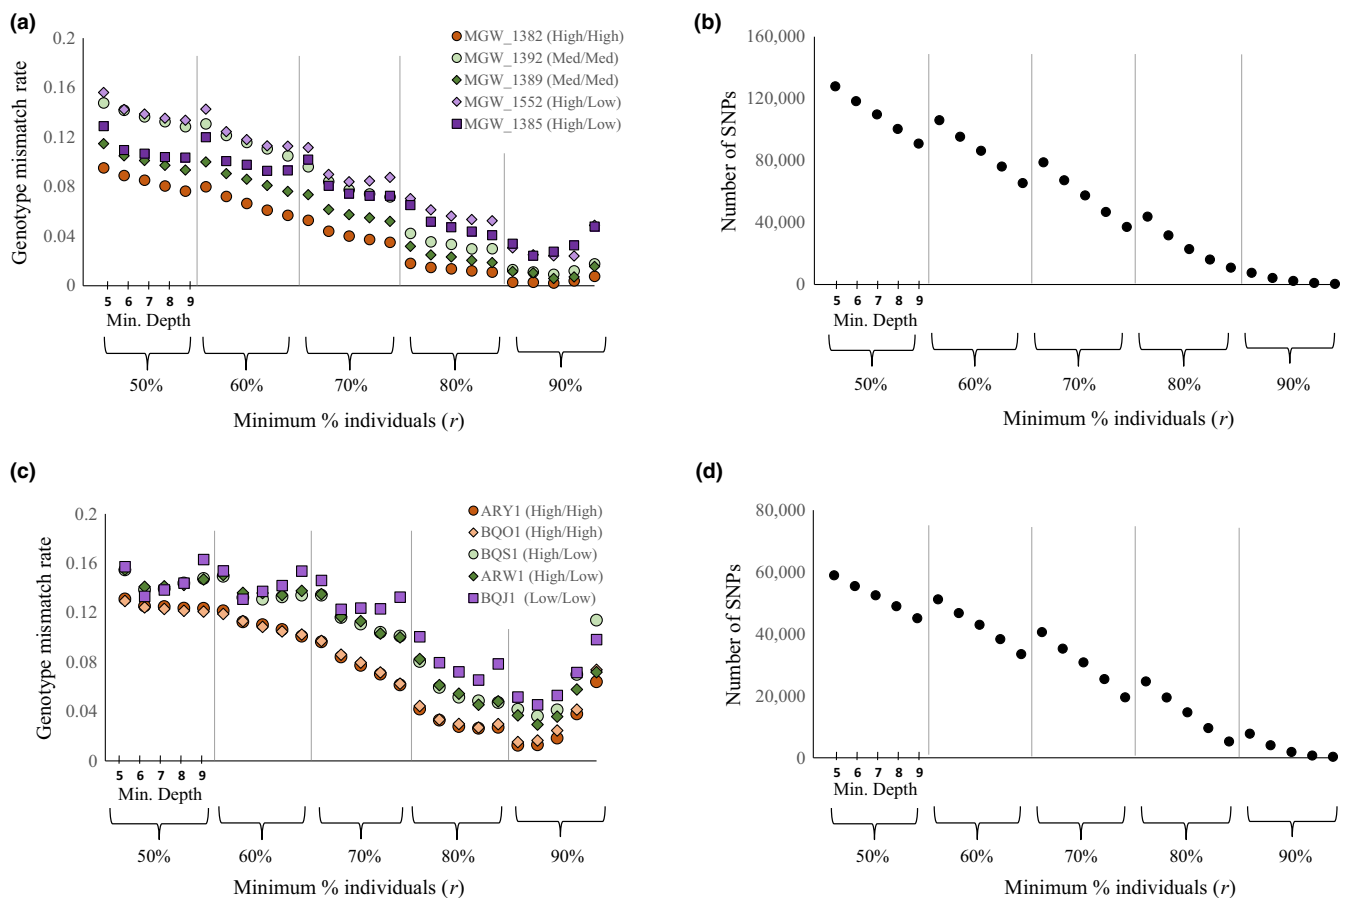 (a)
0.2
0.16
0.12
0.08
0.04
0
Genotype mismatch rate
MGW_1382 (High/High)
MGW_1392 (Med/Med)
MGW_1389 (Med/Med)
MGW_1552 (High/Low)
MGW_1385 (High/Low)
5 6 7 8 9
Min. Depth
50% 60% 70% 80% 90%
Minimum % individuals (r)
(b)
160,000
120,000
80,000
40,000
0
Number of SNPs
5 6 7 8 9
Min. Depth
50% 60% 70% 80% 90%
Minimum % individuals (r)
(c)
0.2
0.16
0.12
0.08
0.04
0
Genotype mismatch rate
ARY1 (High/High)
BQO1 (High/High)
BQS1 (High/Low)
ARW1 (High/Low)
BQJ1 (Low/Low)
5 6 7 8 9
Min. Depth
50% 60% 70% 80% 90%
Minimum % individuals (r)
(d)
80,000
60,000
40,000
20,000
0
Number of SNPs
5 6 7 8 9
Min. Depth
50% 60% 70% 80% 90%
Minimum % individuals (r)